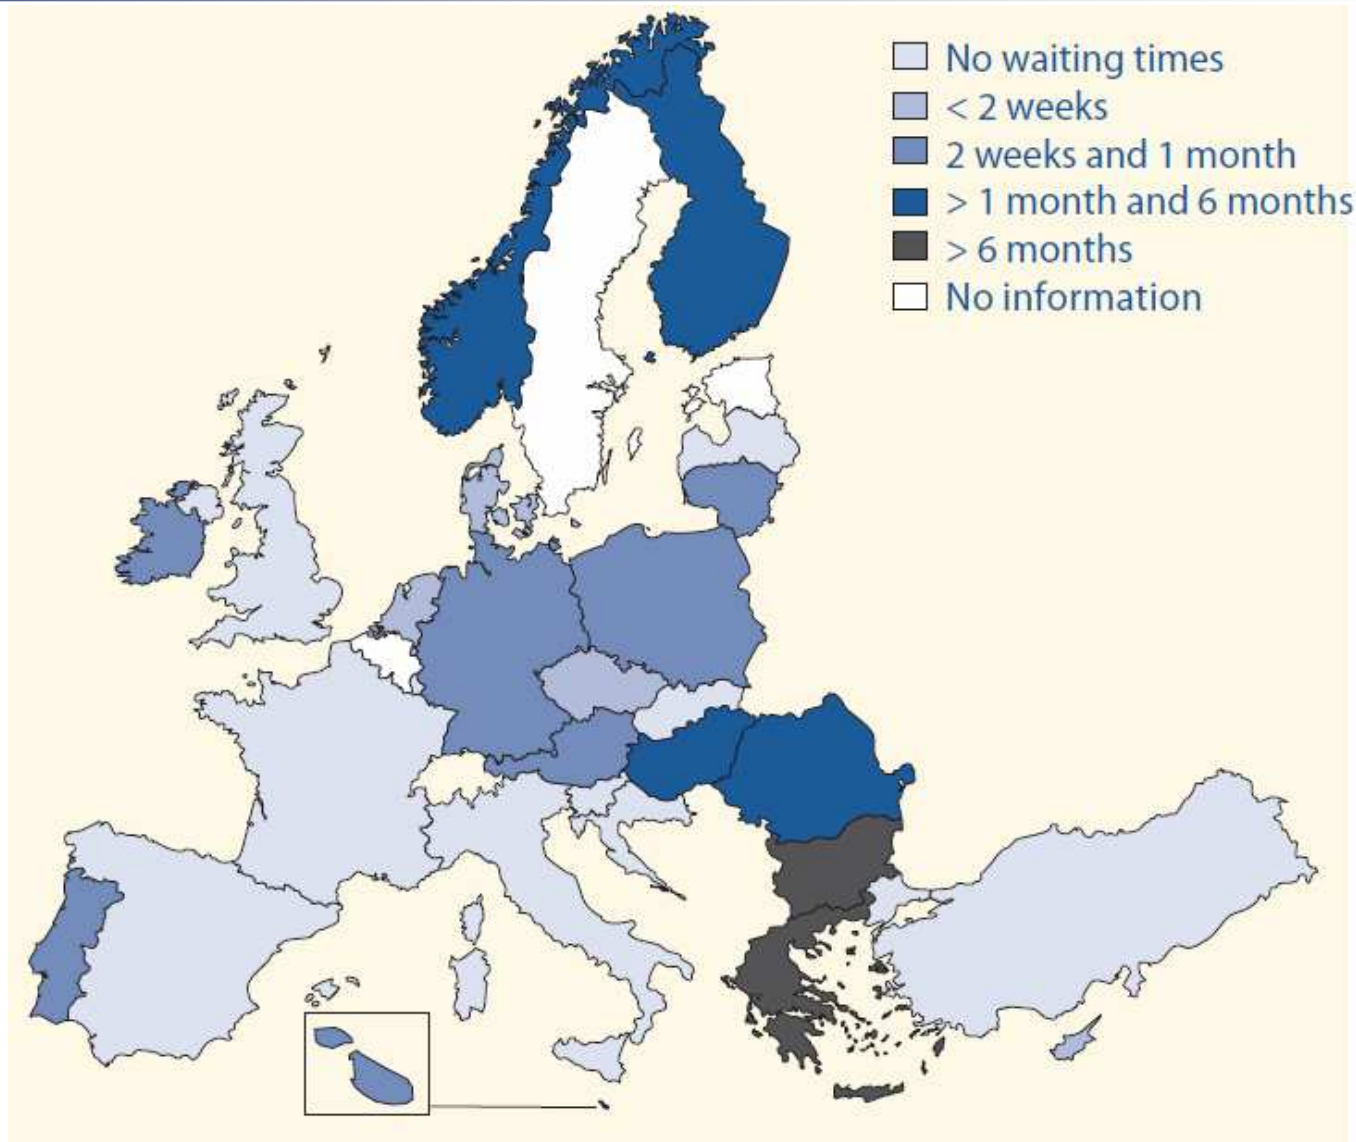 No waiting times
< 2 weeks
2 weeks and 1 month
> 1 month and 6 months
> 6 months
No information